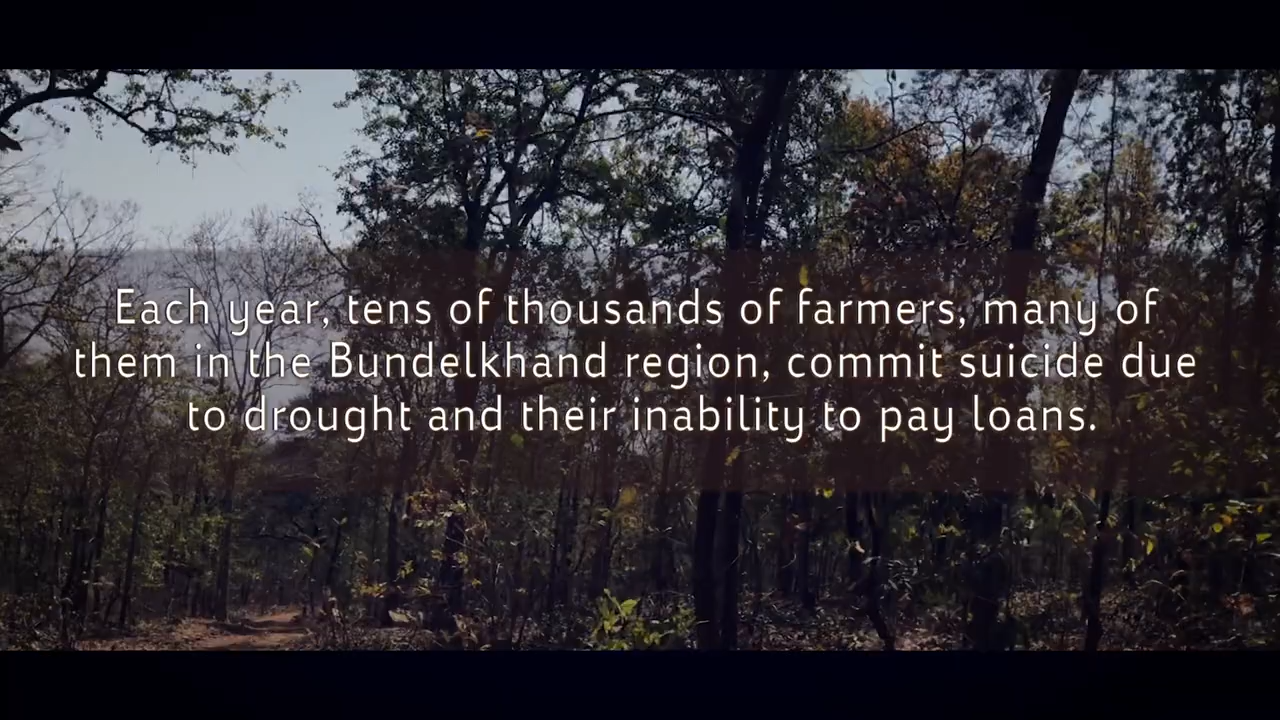 Each year, tens of thousands of farmers, many of
them in the Bundelkhand region, commit suicide due
to drought and their inability to pay loans.